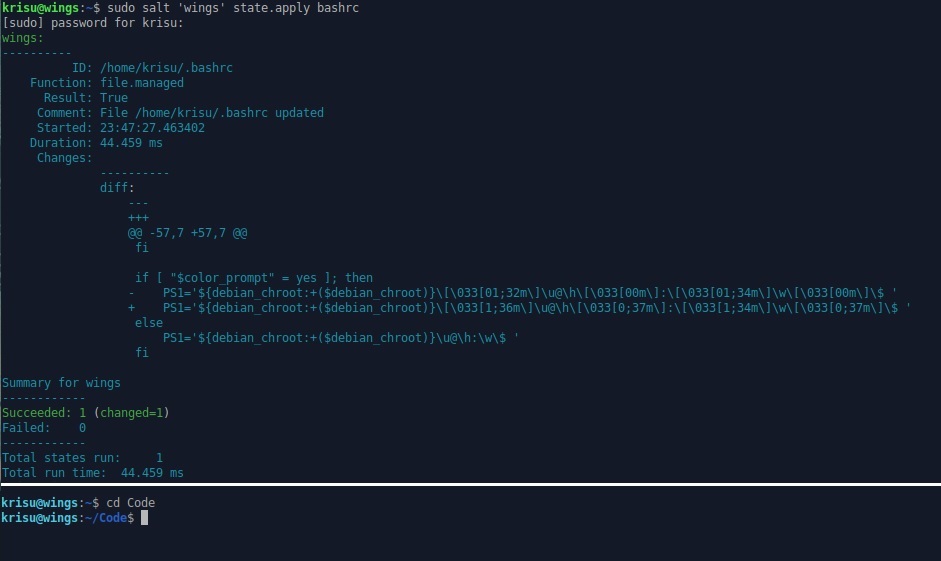 krisu@wings:~$ sudo salt 'wings' state.apply bashrc
[sudo] password for krisu:
wings:
----------
          ID: /home/krisu/.bashrc
    Function: file.managed
      Result: True
     Comment: File /home/krisu/.bashrc updated
     Started: 23:47:27.463402
    Duration: 44.459 ms
     Changes:
              ----------
              diff:
                  ---
                  +++
                  @@ -57,7 +57,7 @@
                   fi

                   if [ "$color_prompt" = yes ]; then
                  -    PS1='${debian_chroot:+($debian_chroot)}\[\033[01;32m\]\u@\h\[\033[00m\]:\[\033[01;34m\]\w\[\033[00m\]\$ '
                  +    PS1='${debian_chroot:+($debian_chroot)}\[\033[1;36m\]\u@\h\[\033[0;37m\]:\[\033[1;34m\]\w\[\033[0;37m\]\$ '
                   else
                       PS1='${debian_chroot:+($debian_chroot)}\u@\h:\w\$ '
                   fi

Summary for wings
------------
Succeeded: 1 (changed=1)
Failed:    0
------------
Total states run:     1
Total run time:  44.459 ms
krisu@wings:~$ cd Code
krisu@wings:~/Code$